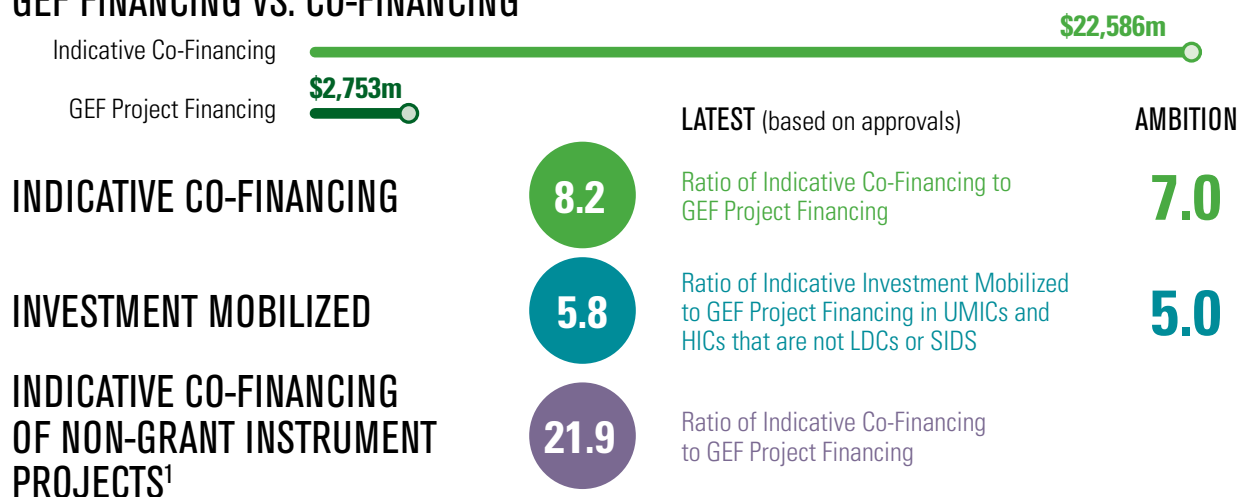 GEF FINANCING VS. CO-FINANCING
$22,586m
Indicative Co-Financing
$2,753m
GEF Project Financing
LATEST (based on approvals)
AMBITION
INDICATIVE CO-FINANCING
8.2
Ratio of Indicative Co-Financing to
GEF Project Financing
7.0
INVESTMENT MOBILIZED
5.8
Ratio of Indicative Investment Mobilized
to GEF Project Financing in UMICs and
HICs that are not LDCs or SIDS
5.0
INDICATIVE CO-FINANCING
OF NON-GRANT INSTRUMENT
PROJECTS¹
21.9
Ratio of Indicative Co-Financing
to GEF Project Financing